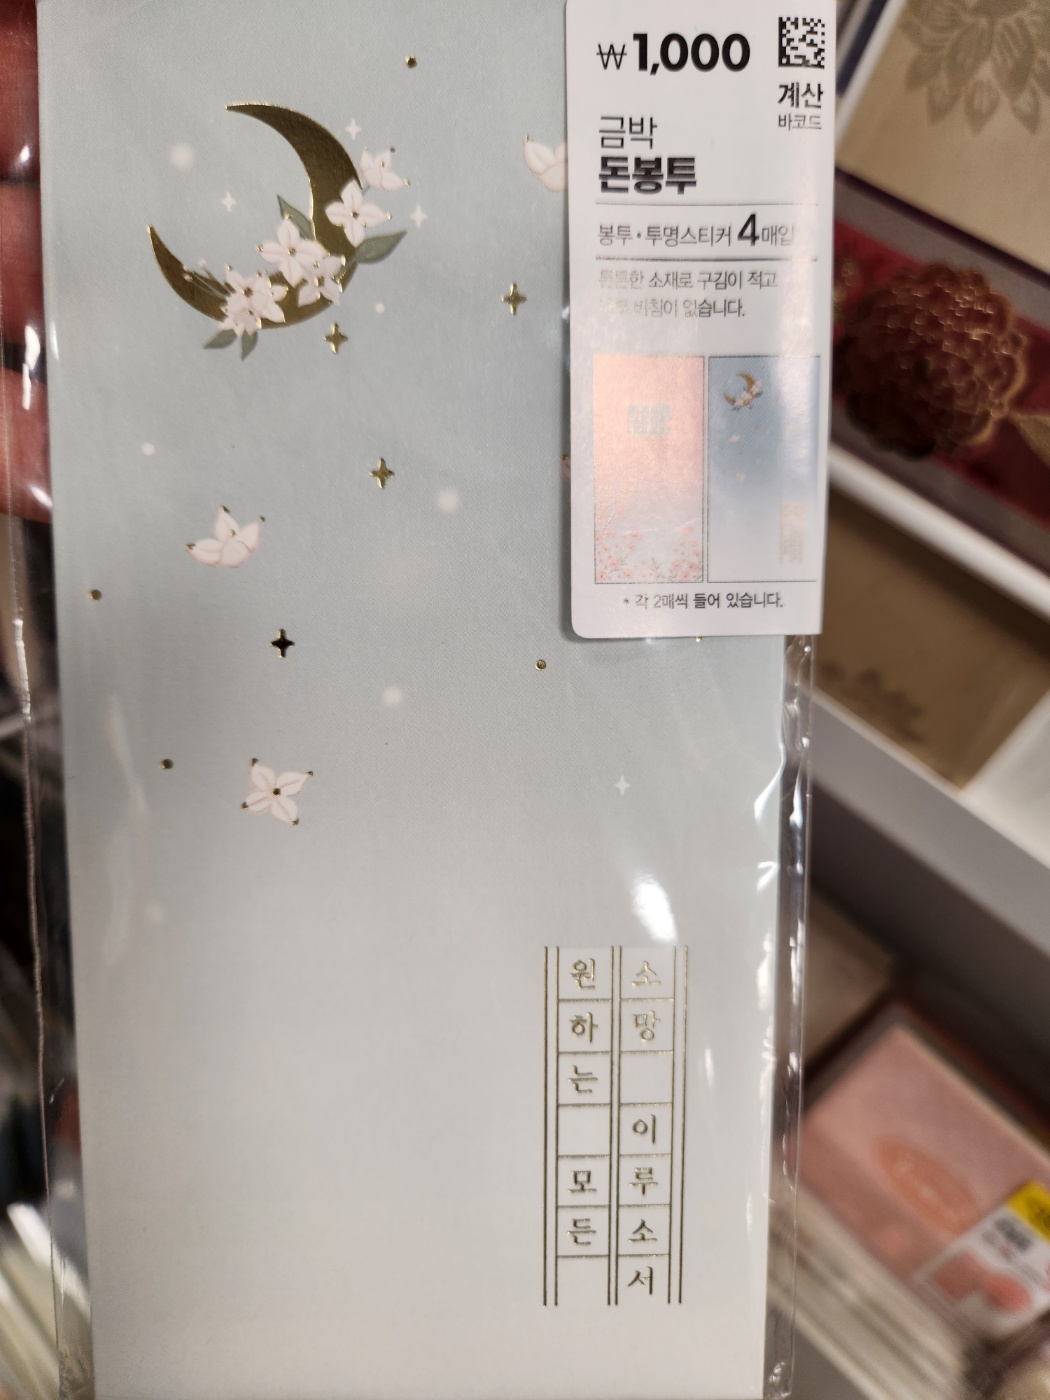 ₩1,000
계산
바코드
금박
돈봉투
봉투·투명스티커 4매입
튼튼한 소재로 구김이 적고
비침이 없습니다.
* 각 2매씩 들어 있습니다.
원하는 모든
소망 이루소서